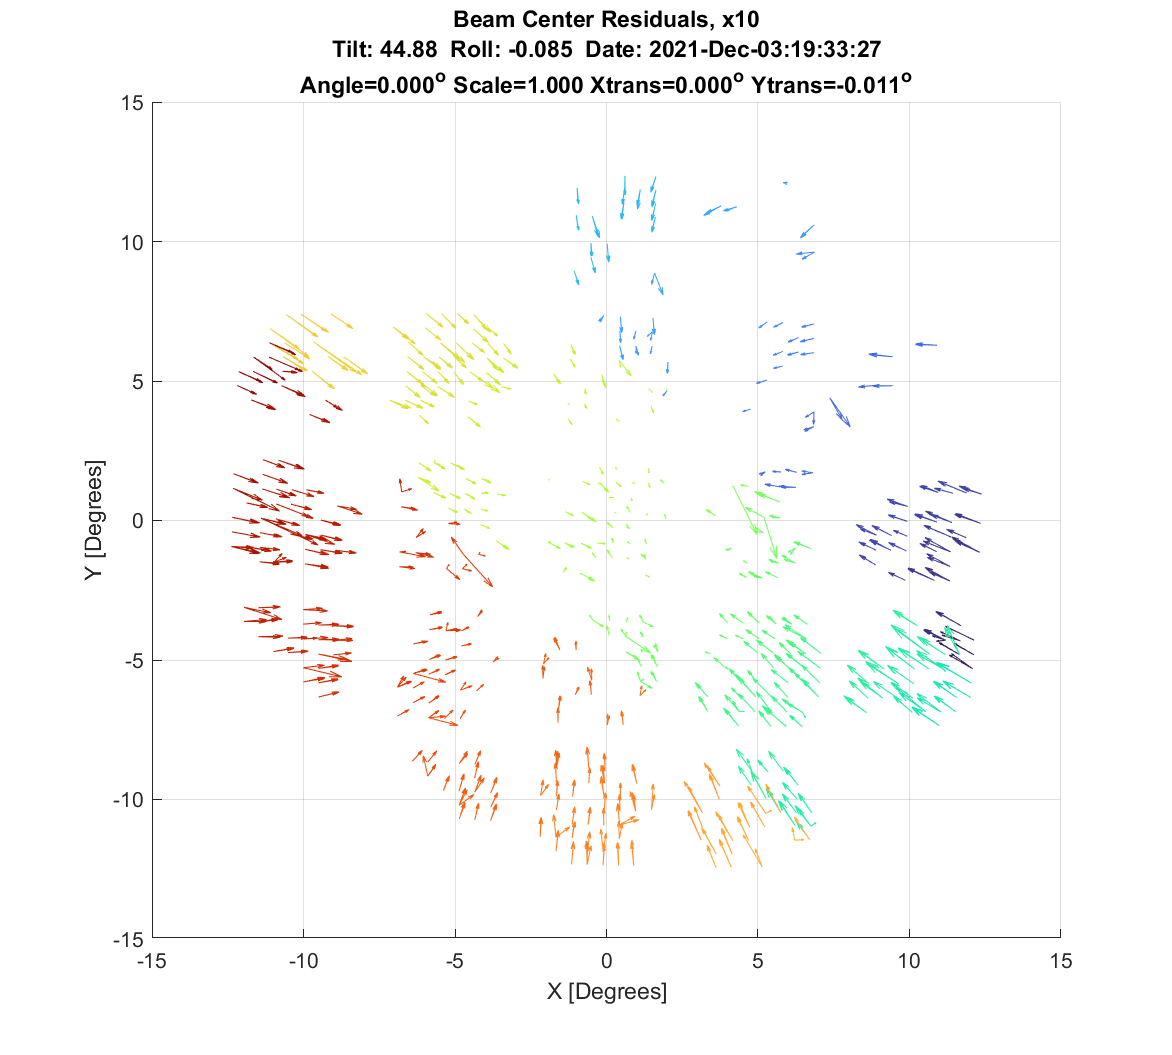 Beam Center Residuals, x10
Tilt: 44.88 Roll: -0.085 Date: 2021-Dec-03:19:33:27
Angle=0.000° Scale=1.000 Xtrans=0.000° Ytrans=-0.011°
15
10
5
0
-5
-10
-15
Y [Degrees]
-15 -10 -5 0 5 10 15
X [Degrees]